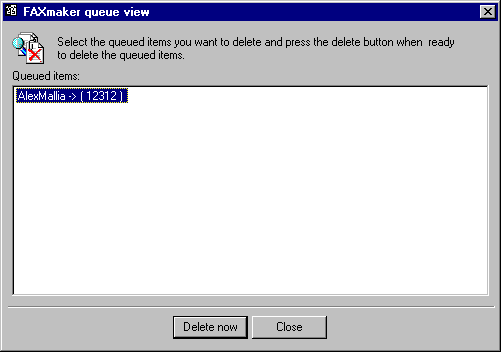 FAXmaker queue view
Select the queued items you want to delete and press the delete button when ready
to delete the queued items.
Queued items:
AlexMallia -> ( 12312 )
Delete now
Close